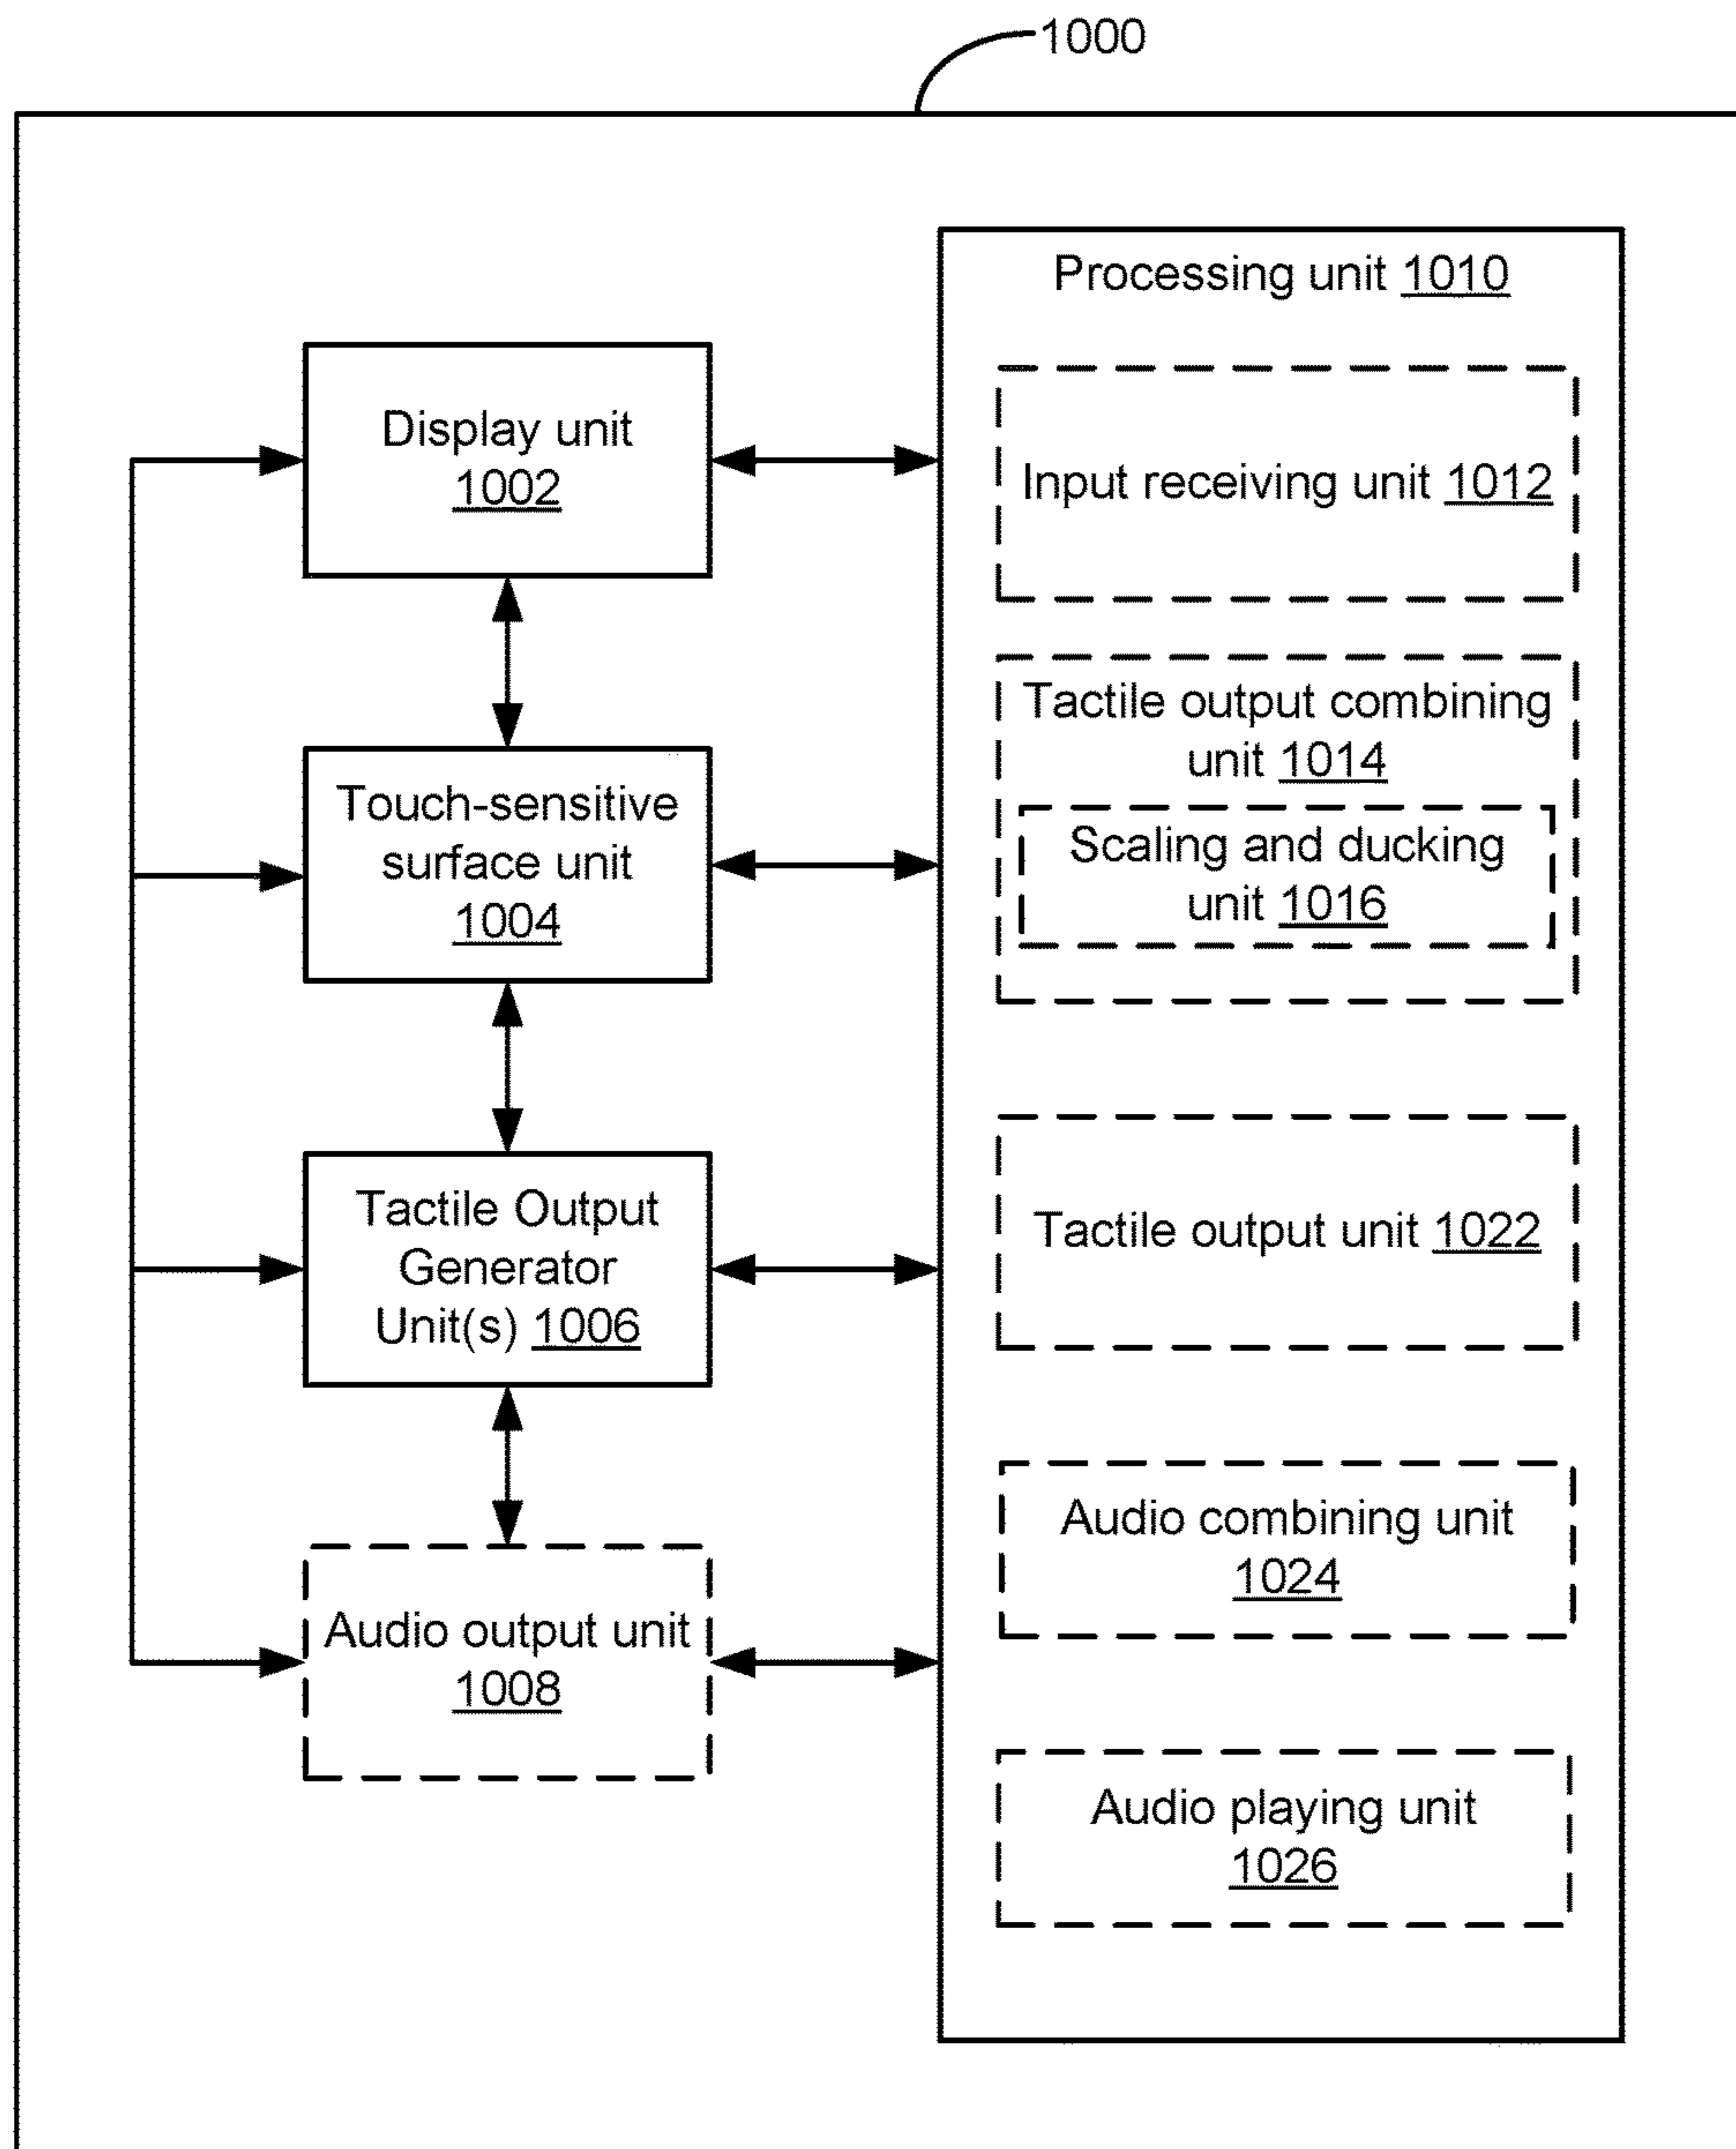 1000
Processing unit 1010
Display unit
1002
Input receiving unit 1012
Tactile output combining
unit 1014
Touch-sensitive
surface unit
1004
Scaling and ducking
unit 1016
Tactile Output
Generator
Unit(s) 1006
Tactile output unit 1022
Audio combining unit
1024
Audio output unit
1008
Audio playing unit
1026